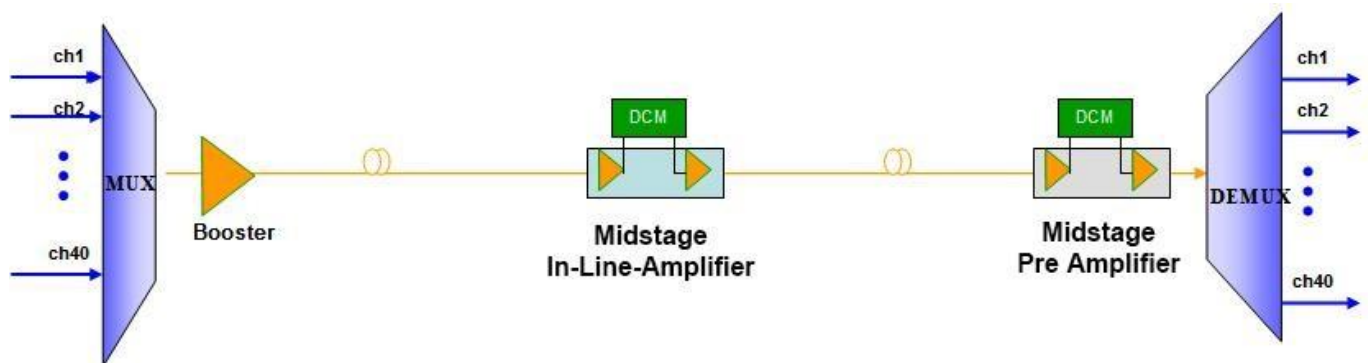 ch1
ch2
ch40
MUX
Booster
DCM
Midstage
In-Line-Amplifier
DCM
Midstage
Pre Amplifier
DEMUX
ch1
ch2
ch40